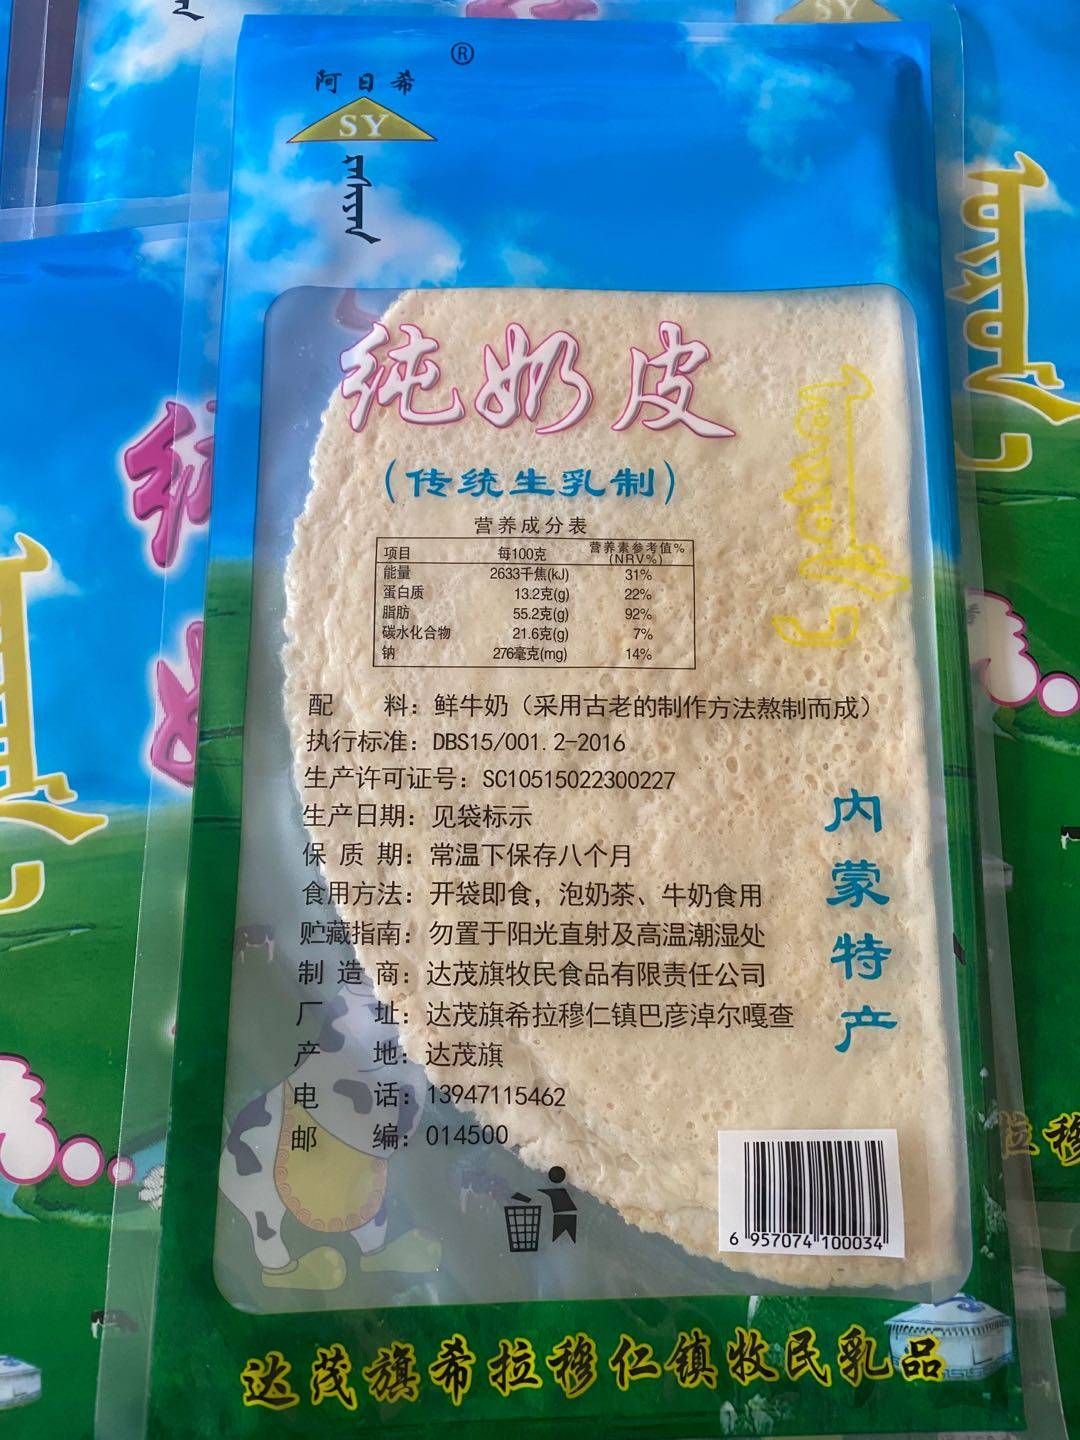 ®
阿日希
SY
纯奶皮
（传统生乳制）
营养成分表
项目 每100克 营养素参考值%
(NRV%)
能量 2633千焦(kJ) 31%
蛋白质 13.2克(g) 22%
脂肪 55.2克(g) 92%
碳水化合物 21.6克(g) 7%
钠 276毫克(mg) 14%
配料：鲜牛奶（采用古老的制作方法熬制而成）
执行标准：DBS15/001.2-2016
生产许可证号：SC10515022300227
生产日期：见袋标示
保质期：常温下保存八个月
食用方法：开袋即食，泡奶茶、牛奶食用
贮藏指南：勿置于阳光直射及高温潮湿处
制造商：达茂旗牧民食品有限责任公司
厂址：达茂旗希拉穆仁镇巴彦淖尔嘎查
产地：达茂旗
电话：13947115462
邮编：014500
内蒙特产
6 957074 100034
达茂旗希拉穆仁镇牧民乳品
SY
纯
拉穆